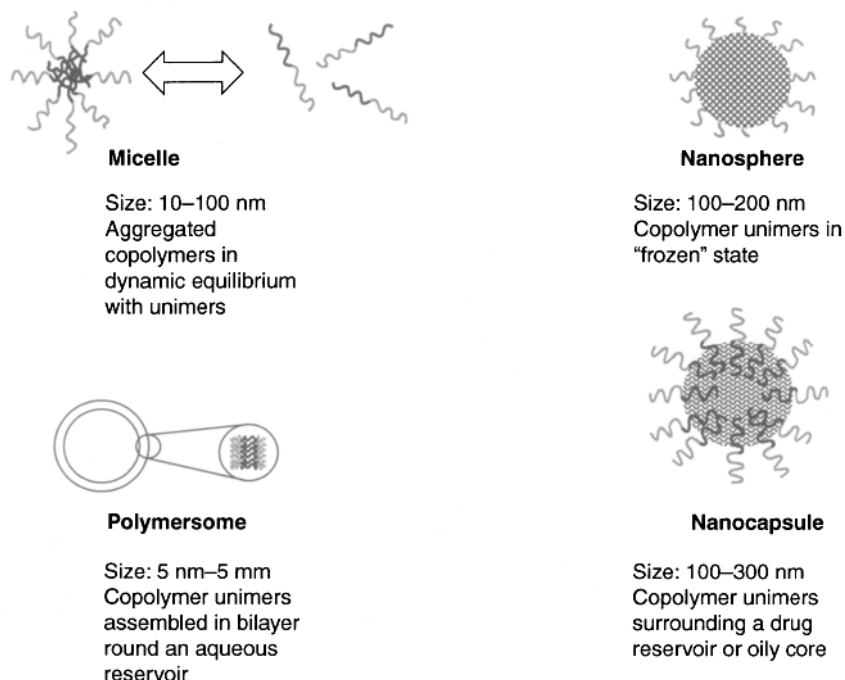 Micelle
Size: 10–100 nm
Aggregated
copolymers in
dynamic equilibrium
with unimers
Nanosphere
Size: 100–200 nm
Copolymer unimers in
“frozen” state
Polymersome
Size: 5 nm–5 mm
Copolymer unimers
assembled in bilayer
round an aqueous
reservoir
Nanocapsule
Size: 100–300 nm
Copolymer unimers
surrounding a drug
reservoir or oily core